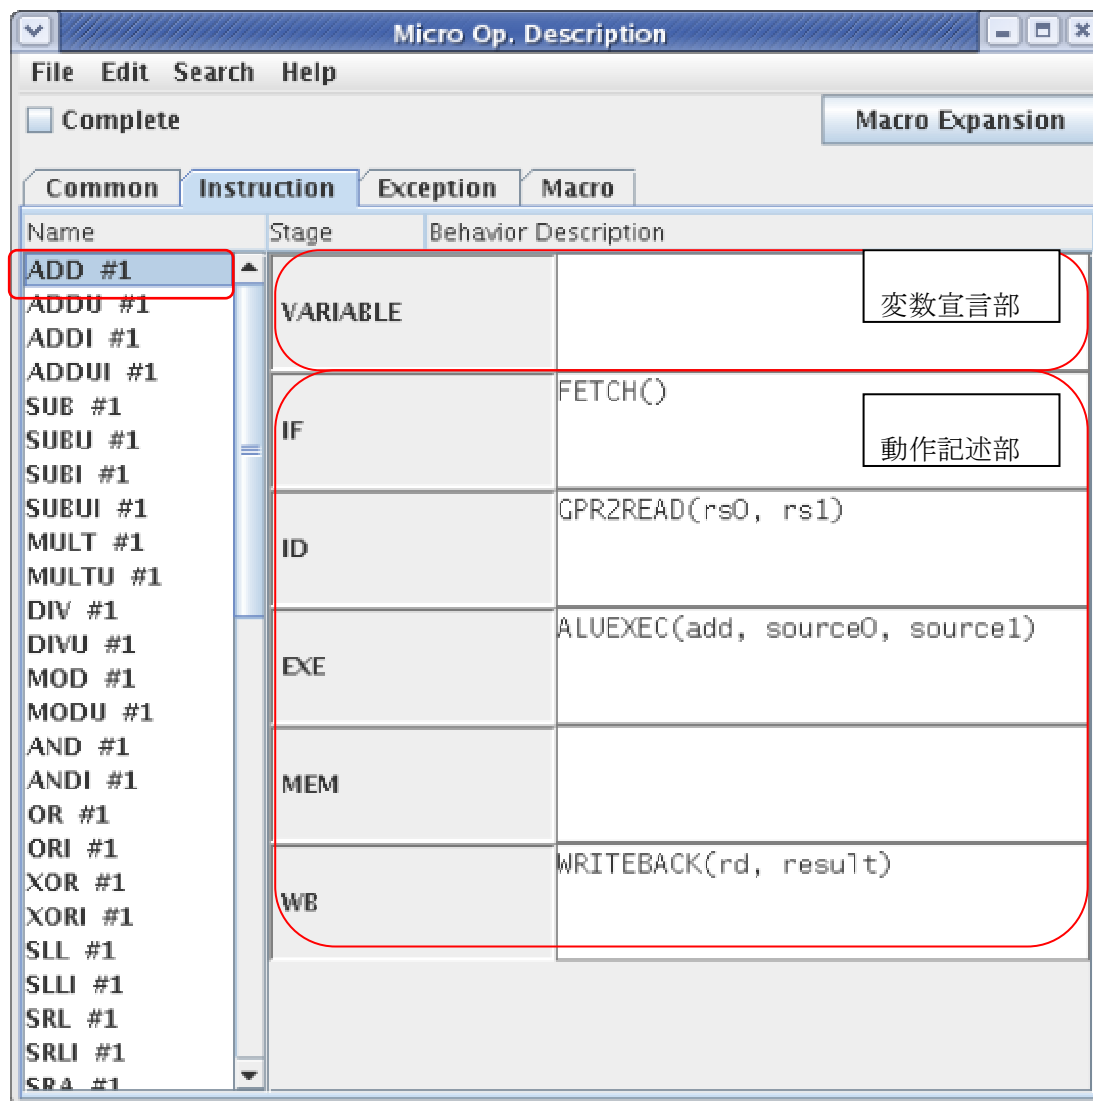 Micro Op. Description
File Edit Search Help
Complete
Macro Expansion
Common Instruction Exception Macro
Name Stage Behavior Description
ADD #1
ADDU #1
ADDI #1
ADDUI #1
SUB #1
SUBU #1
SUBI #1
SUBUI #1
MULT #1
MULTU #1
DIV #1
DIVU #1
MOD #1
MODU #1
AND #1
ANDI #1
OR #1
ORI #1
XOR #1
XORI #1
SLL #1
SLLI #1
SRL #1
SRLI #1
SRA #1
VARIABLE
変数宣言部
IF
FETCH()
動作記述部
ID
GPR2READ(rs0, rs1)
EXE
ALUEXEC(add, source0, source1)
MEM
WB
WRITEBACK(rd, result)